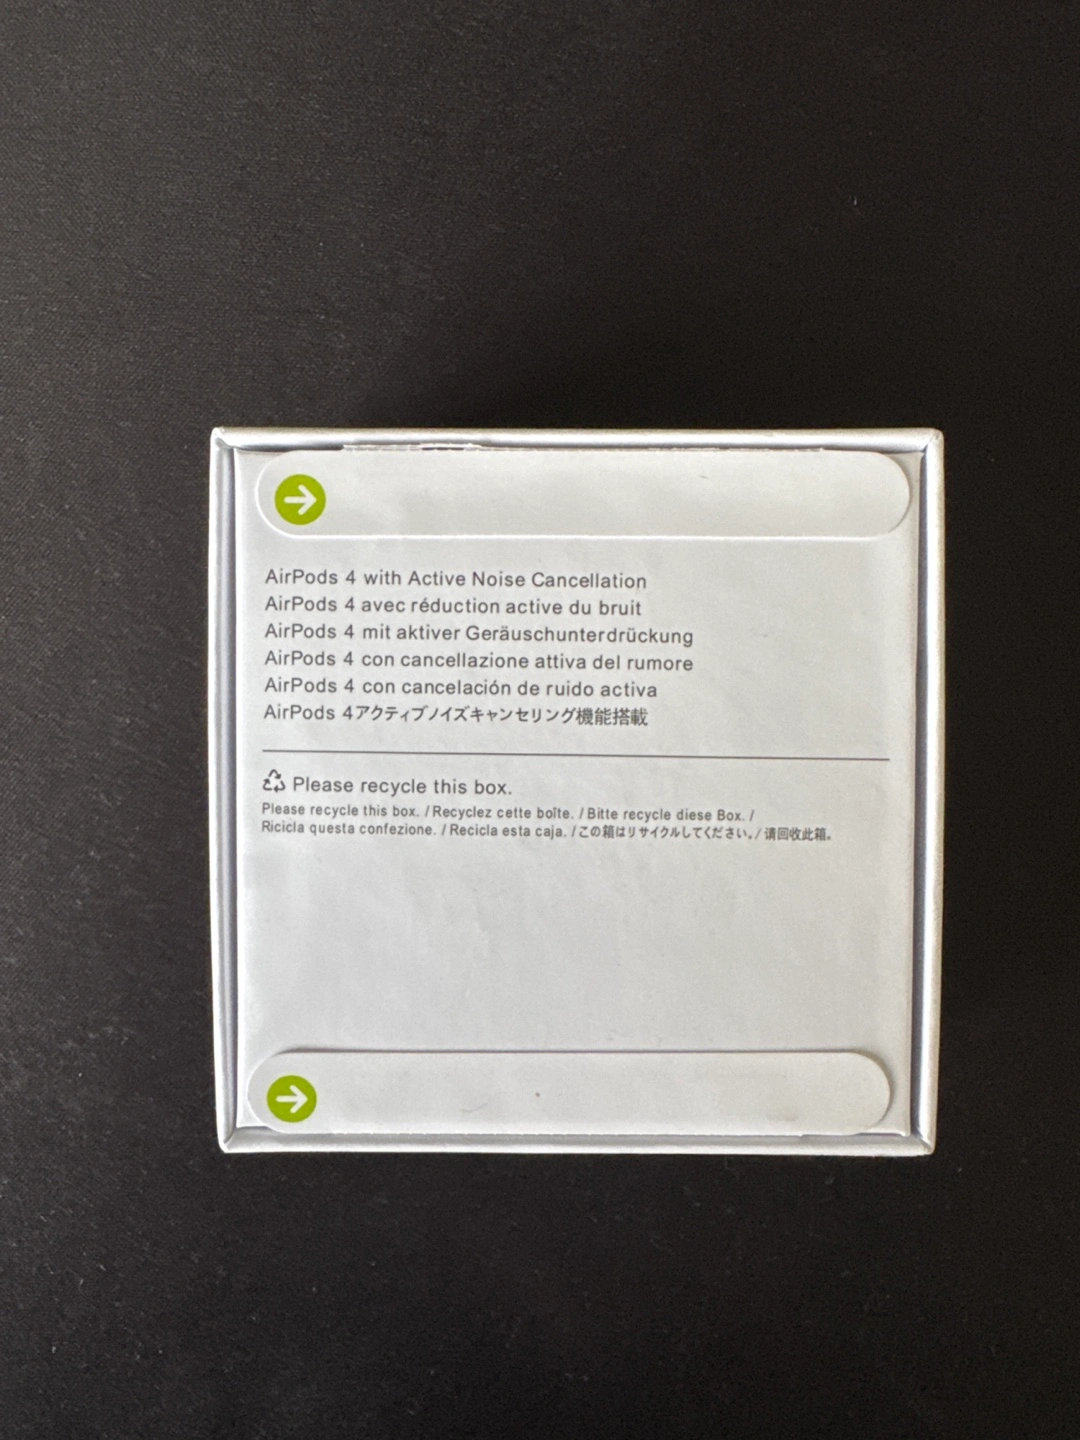 AirPods 4 with Active Noise Cancellation
AirPods 4 avec réduction active du bruit
AirPods 4 mit aktiver Geräuschunterdrückung
AirPods 4 con cancellazione attiva del rumore
AirPods 4 con cancelación de ruido activa
AirPods 4アクティブノイズキャンセリング機能搭載
Please recycle this box.
Please recycle this box. / Recyclez cette boîte. / Bitte recycle diese Box. /
Ricicla questa confezione. / Recicla esta caja. / この箱はリサイクルしてください。/ 请回收此箱。